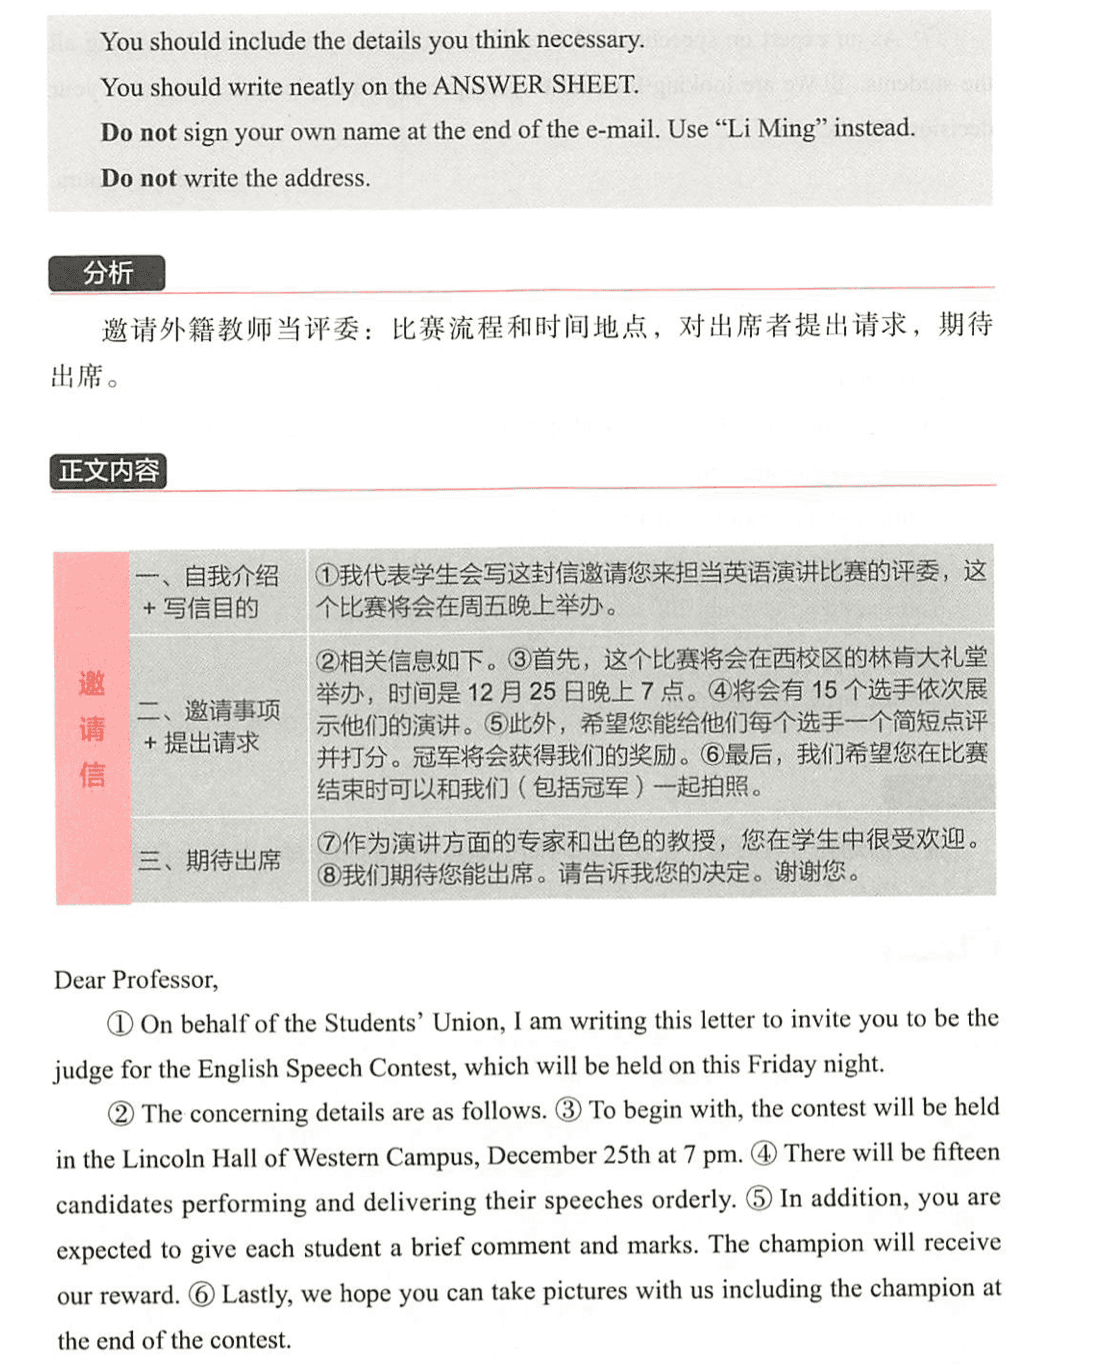 You should include the details you think necessary.
You should write neatly on the ANSWER SHEET.
Do not sign your own name at the end of the e-mail. Use “Li Ming” instead.
Do not write the address.
分析
邀请外籍教师当评委：比赛流程和时间地点，对出席者提出请求，期待
出席。
正文内容
邀请信
一、自我介绍
+ 写信目的
①我代表学生会写这封信邀请您来担当英语演讲比赛的评委，这
个比赛将会在周五晚上举办。
二、邀请事项
+ 提出请求
②相关信息如下。③首先，这个比赛将会在西校区的林肯大礼堂
举办，时间是 12 月 25 日晚上 7 点。④将会有 15 个选手依次展
示他们的演讲。⑤此外，希望您能给他们每个选手一个简短点评
并打分。冠军将会获得我们的奖励。⑥最后，我们希望您在比赛
结束时可以和我们（包括冠军）一起拍照。
三、期待出席
⑦作为演讲方面的专家和出色的教授，您在学生中很受欢迎。
⑧我们期待您能出席。请告诉我您的决定。谢谢您。
Dear Professor,
① On behalf of the Students’ Union, I am writing this letter to invite you to be the
judge for the English Speech Contest, which will be held on this Friday night.
② The concerning details are as follows. ③ To begin with, the contest will be held
in the Lincoln Hall of Western Campus, December 25th at 7 pm. ④ There will be fifteen
candidates performing and delivering their speeches orderly. ⑤ In addition, you are
expected to give each student a brief comment and marks. The champion will receive
our reward. ⑥ Lastly, we hope you can take pictures with us including the champion at
the end of the contest.